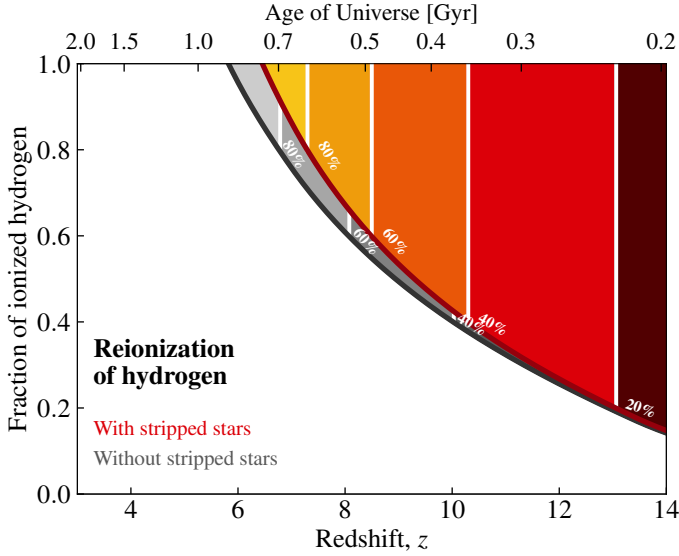 Age of Universe [Gyr]
2.0 1.5 1.0 0.7 0.5 0.4 0.3 0.2
Fraction of ionized hydrogen
1.0
0.8
0.6
0.4
0.2
0.0
80% 80%
60% 60%
40% 40%
20%
Reionization
of hydrogen
With stripped stars
Without stripped stars
4 6 8 10 12 14
Redshift, z